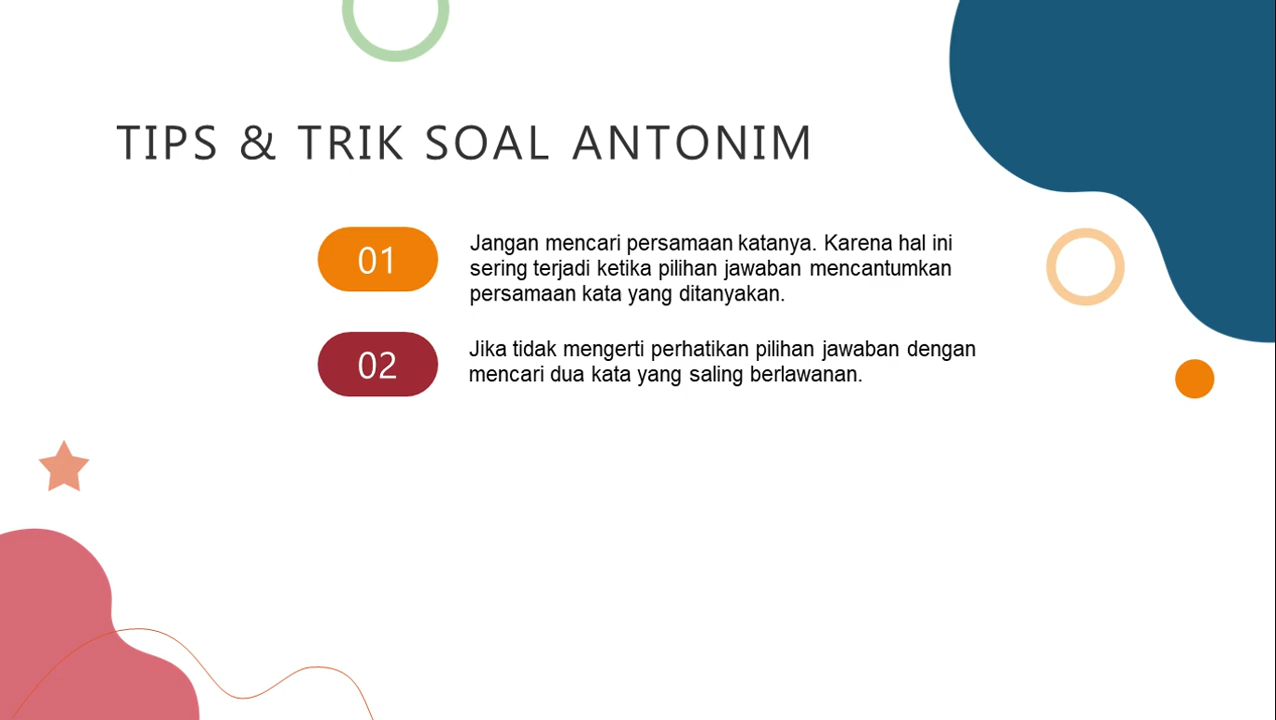 TIPS & TRIK SOAL ANTONIM
01
Jangan mencari persamaan katanya. Karena hal ini
sering terjadi ketika pilihan jawaban mencantumkan
persamaan kata yang ditanyakan.
02
Jika tidak mengerti perhatikan pilihan jawaban dengan
mencari dua kata yang saling berlawanan.